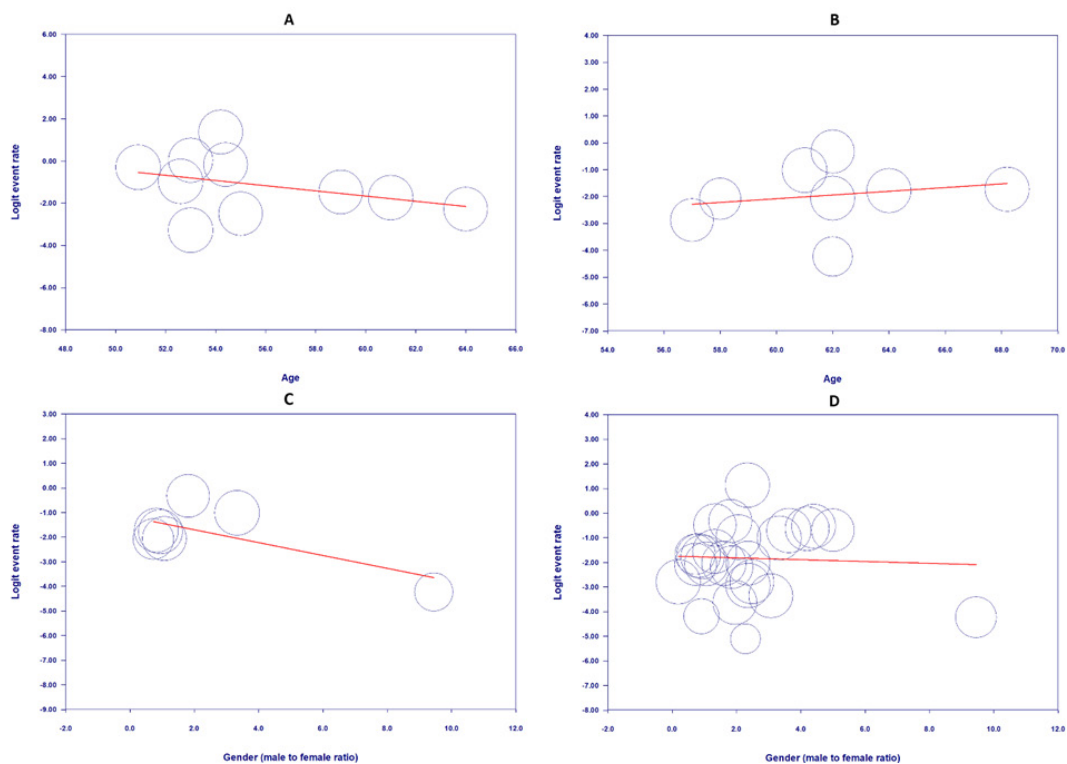 A
6.00
4.00
2.00
0.00
-2.00
-4.00
-6.00
-8.00
Logit event rate
48.0 50.0 52.0 54.0 56.0 58.0 60.0 62.0 64.0 66.0
Age
B
4.00
3.00
2.00
1.00
0.00
-1.00
-2.00
-3.00
-4.00
-5.00
-6.00
-7.00
Logit event rate
54.0 56.0 58.0 60.0 62.0 64.0 66.0 68.0 70.0
Age
C
3.00
2.00
1.00
0.00
-1.00
-2.00
-3.00
-4.00
-5.00
-6.00
-7.00
-8.00
-9.00
Logit event rate
-2.0 0.0 2.0 4.0 6.0 8.0 10.0 12.0
Gender (male to female ratio)
D
4.00
3.00
2.00
1.00
0.00
-1.00
-2.00
-3.00
-4.00
-5.00
-6.00
-7.00
-8.00
Logit event rate
-2.0 0.0 2.0 4.0 6.0 8.0 10.0 12.0
Gender (male to female ratio)